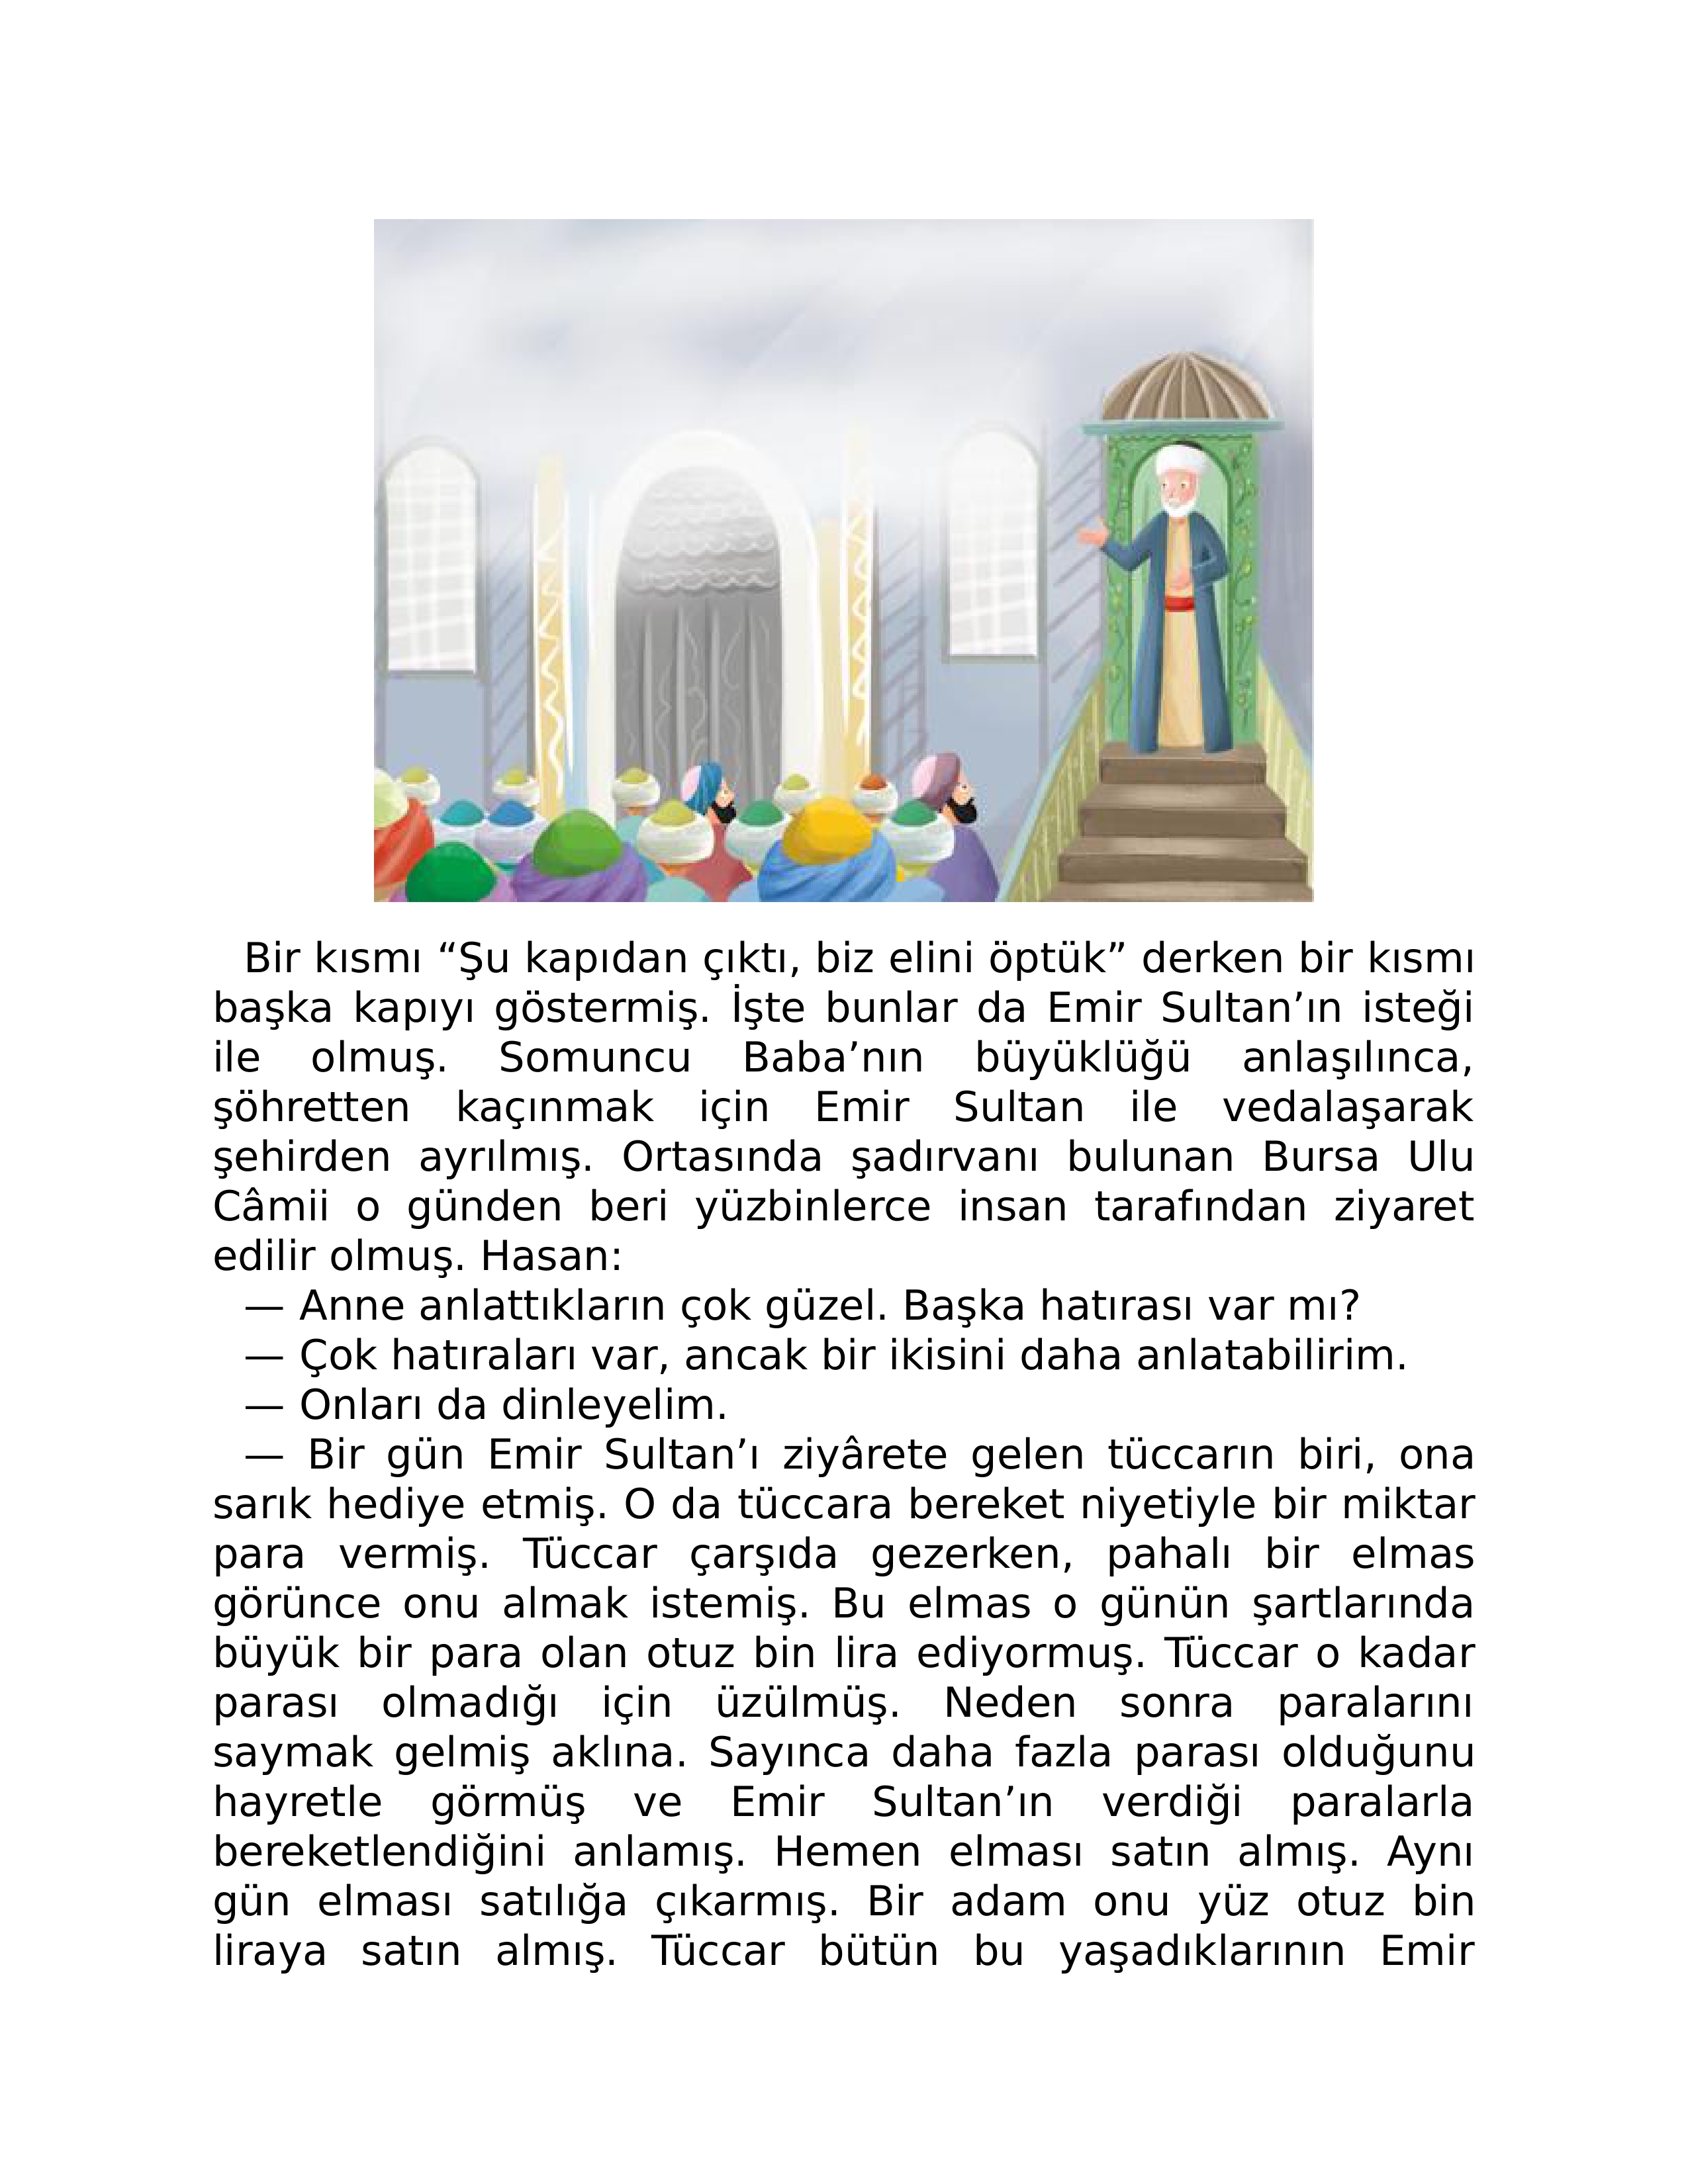 Bir kısmı “Şu kapıdan çıktı, biz elini öptük” derken bir kısmı
başka kapıyı göstermiş. İşte bunlar da Emir Sultan’ın isteği
ile olmuş. Somuncu Baba’nın büyüklüğü anlaşılınca,
şöhretten kaçınmak için Emir Sultan ile vedalaşarak
şehirden ayrılmış. Ortasında şadırvanı bulunan Bursa Ulu
Câmii o günden beri yüzbinlerce insan tarafından ziyaret
edilir olmuş. Hasan:
— Anne anlattıkların çok güzel. Başka hatırası var mı?
— Çok hatıraları var, ancak bir ikisini daha anlatabilirim.
— Onları da dinleyelim.
— Bir gün Emir Sultan’ı ziyârete gelen tüccarın biri, ona
sarık hediye etmiş. O da tüccara bereket niyetiyle bir miktar
para vermiş. Tüccar çarşıda gezerken, pahalı bir elmas
görünce onu almak istemiş. Bu elmas o günün şartlarında
büyük bir para olan otuz bin lira ediyormuş. Tüccar o kadar
parası olmadığı için üzülmüş. Neden sonra paralarını
saymak gelmiş aklına. Sayınca daha fazla parası olduğunu
hayretle görmüş ve Emir Sultan’ın verdiği paralarla
bereketlendiğini anlamış. Hemen elması satın almış. Aynı
gün elması satılığa çıkarmış. Bir adam onu yüz otuz bin
liraya satın almış. Tüccar bütün bu yaşadıklarının Emir